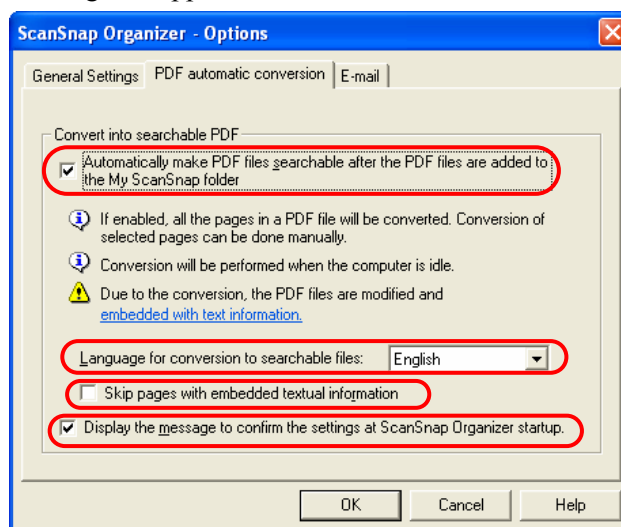 ScanSnap Organizer - Options
General Settings PDF automatic conversion E-mail
Convert into searchable PDF
Automatically make PDF files searchable after the PDF files are added to
the My ScanSnap folder
If enabled, all the pages in a PDF file will be converted. Conversion of
selected pages can be done manually.
Conversion will be performed when the computer is idle.
Due to the conversion, the PDF files are modified and
embedded with text information.
Language for conversion to searchable files: English
Skip pages with embedded textual information
Display the message to confirm the settings at ScanSnap Organizer startup.
OK Cancel Help